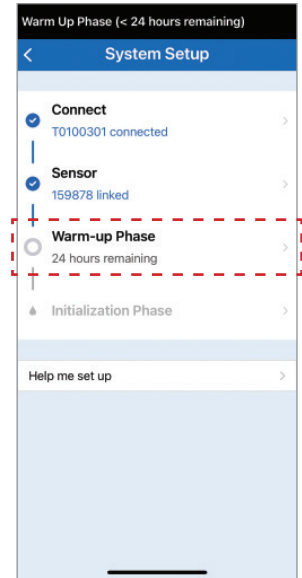 Warm Up Phase (< 24 hours remaining)
System Setup
Connect
T0100301 connected
Sensor
159878 linked
Warm-up Phase
24 hours remaining
Initialization Phase
Help me set up